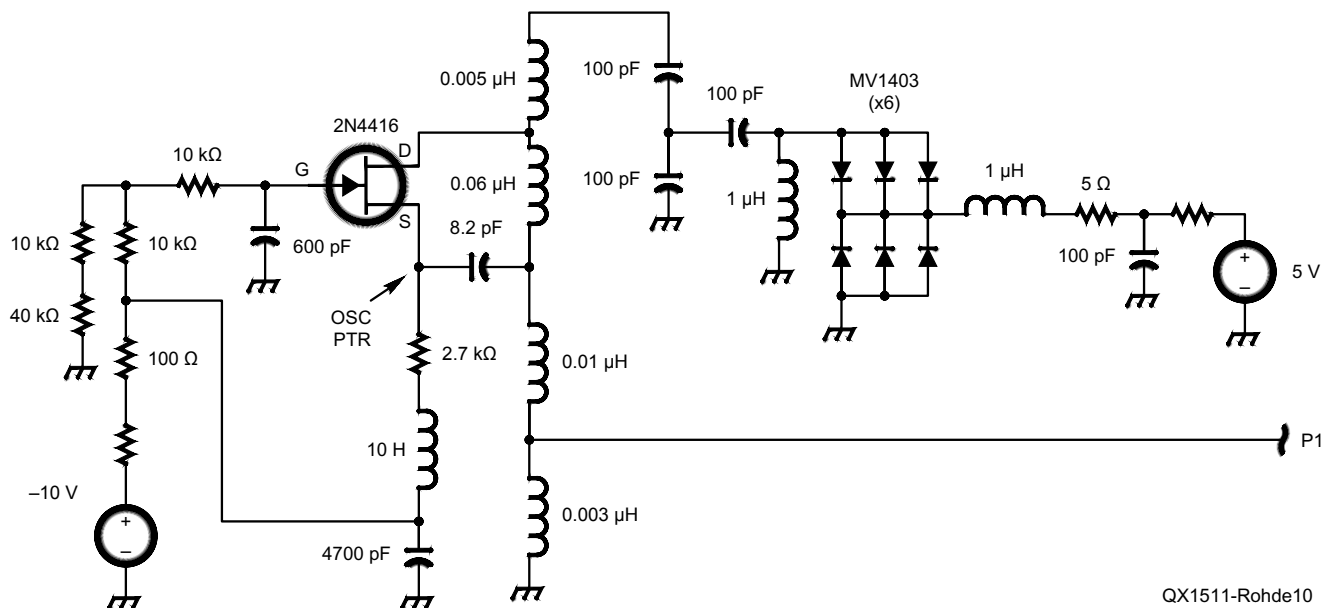 0.005 µH
100 pF
100 pF
MV1403
(x6)
2N4416
D
10 kΩ
G
0.06 µH
100 pF
1 µH
1 µH
5 Ω
S
8.2 pF
10 kΩ
10 kΩ
600 pF
100 pF
+
–
5 V
OSC
PTR
40 kΩ
100 Ω
2.7 kΩ
0.01 µH
P1
10 H
–10 V
+
–
0.003 µH
4700 pF
QX1511-Rohde10